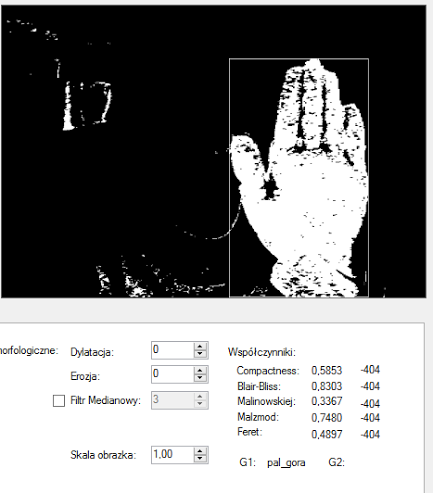 norfologiczne: Dylatacja: 0 Współczynniki:
Compactness: 0,5853 -404
Erozja: 0
Blair-Bliss: 0,8303 -404
Malinowskiej: 0,3367 -404
Filtr Medianowy: 3
Malzmod: 0,7480 -404
Feret: 0,4897 -404
Skala obrazka: 1,00
G1: pal_gora G2: